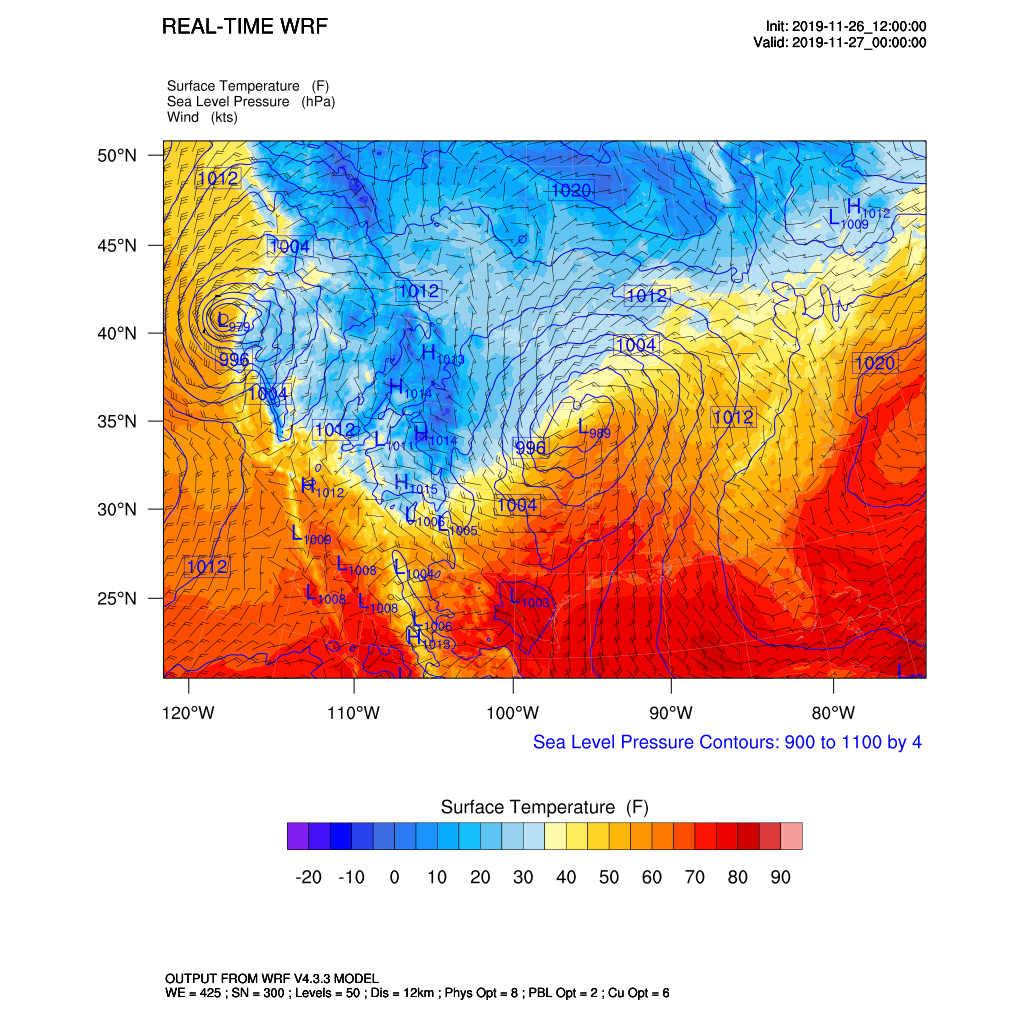 REAL-TIME WRF
Init: 2019-11-26_12:00:00
Valid: 2019-11-27_00:00:00
Surface Temperature (F)
Sea Level Pressure (hPa)
Wind (kts)
50°N
45°N
40°N
35°N
30°N
25°N
1012
1020
H1012
L1009
1004
1012
1012
L979
1004
996
H1013
1020
1004
H1014
1012
1012
L989
L1011
H1014
996
H1015
H1012
1004
L1006
L1005
L1009
1012
L1008
L1004
L1008
L1008
L1003
L1006
H1013
120°W
110°W
100°W
90°W
80°W
Sea Level Pressure Contours: 900 to 1100 by 4
Surface Temperature (F)
-20 -10 0 10 20 30 40 50 60 70 80 90
OUTPUT FROM WRF V4.3.3 MODEL
WE = 425 ; SN = 300 ; Levels = 50 ; Dis = 12km ; Phys Opt = 8 ; PBL Opt = 2 ; Cu Opt = 6